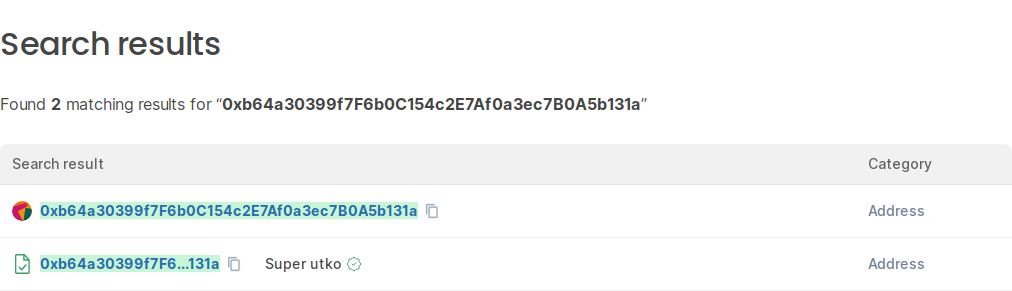 Search results
Found 2 matching results for “0xb64a30399f7F6b0C154c2E7Af0a3ec7B0A5b131a”
Search result Category
0xb64a30399f7F6b0C154c2E7Af0a3ec7B0A5b131a Address
0xb64a30399f7F6...131a Super utko Address